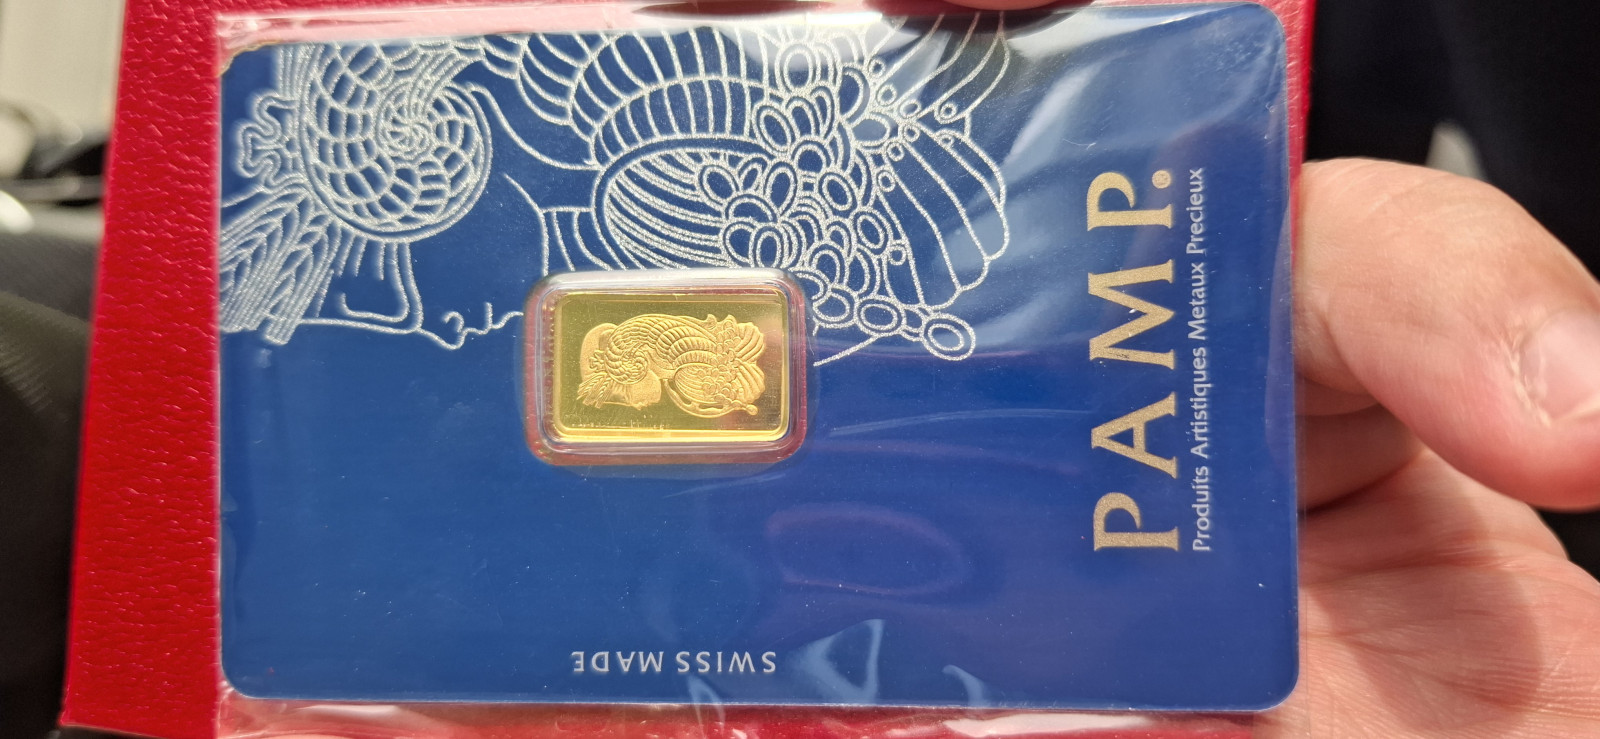 PAMP.®
Produits Artistiques Metaux Precieux
SWISS MADE